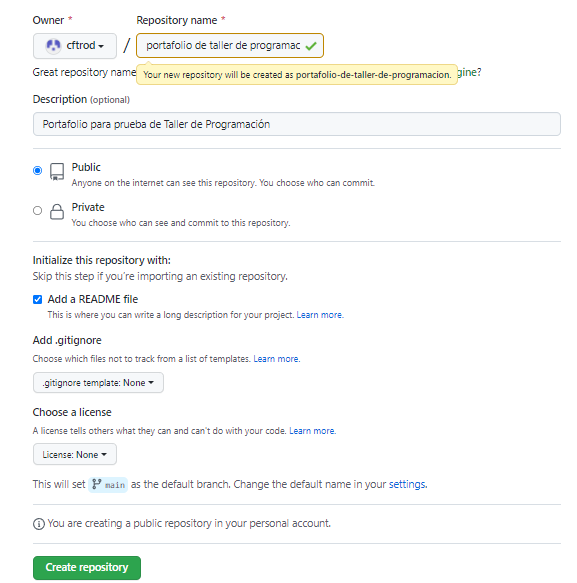 Owner * Repository name *
cftrod / portafolio de taller de programac
Great repository name
Your new repository will be created as portafolio-de-taller-de-programacion.
gine?
Description (optional)
Portafolio para prueba de Taller de Programación
Public
Anyone on the internet can see this repository. You choose who can commit.
Private
You choose who can see and commit to this repository.
Initialize this repository with:
Skip this step if you're importing an existing repository.
Add a README file
This is where you can write a long description for your project. Learn more.
Add .gitignore
Choose which files not to track from a list of templates. Learn more.
.gitignore template: None
Choose a license
A license tells others what they can and can't do with your code. Learn more.
License: None
This will set main as the default branch. Change the default name in your settings.
You are creating a public repository in your personal account.
Create repository